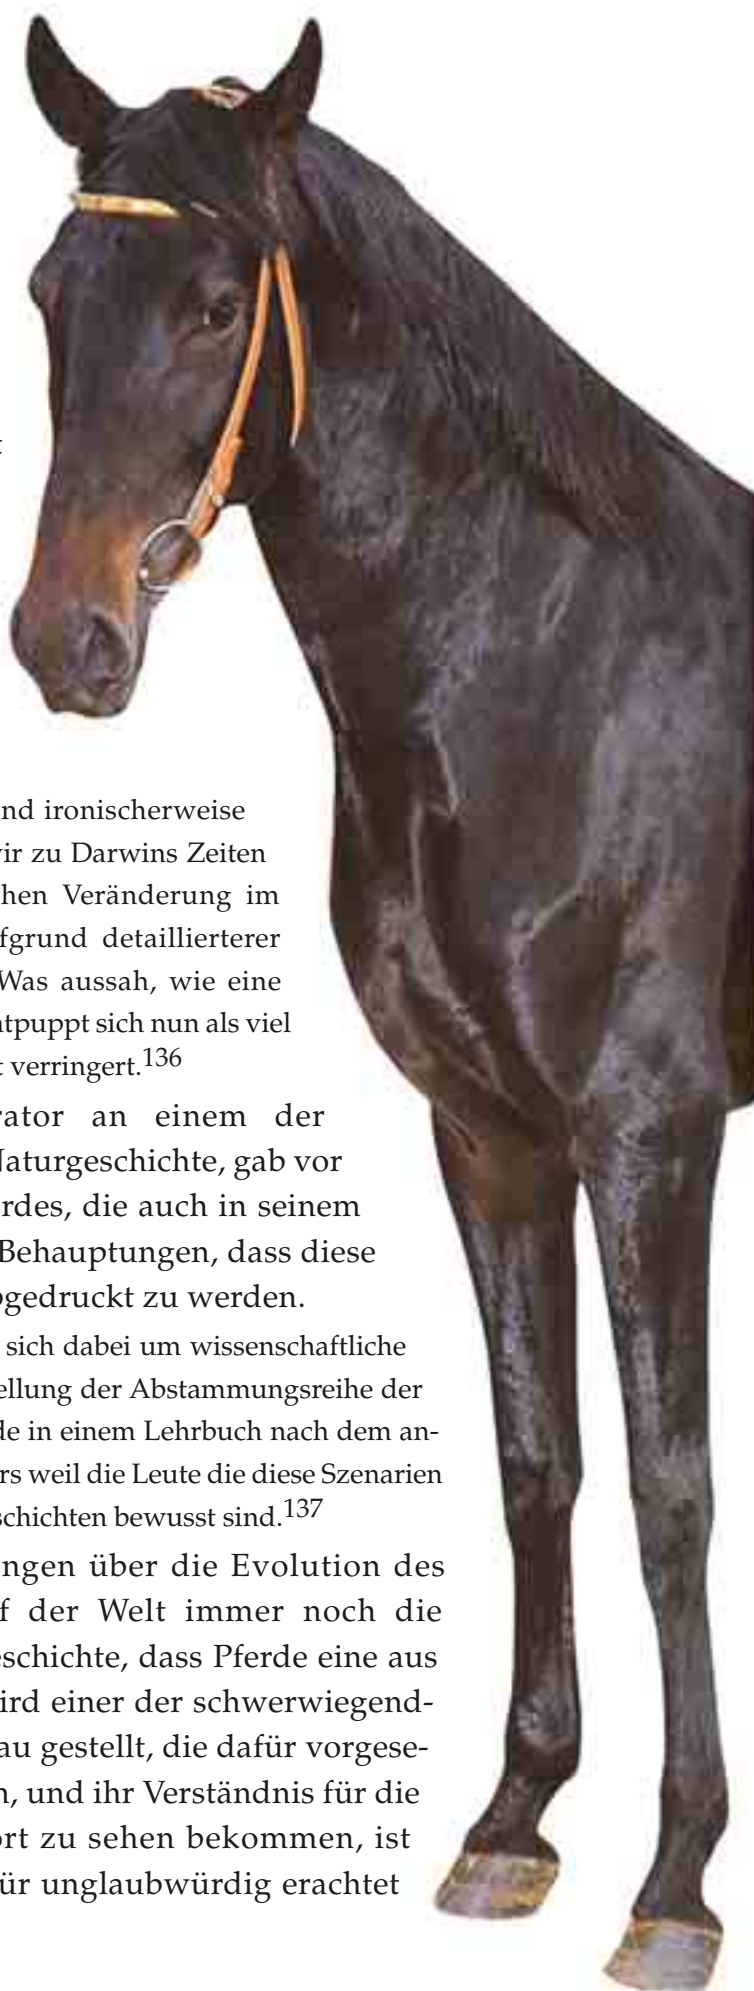 t
nd ironischerweise
vir zu Darwins Zeiten
hen Veränderung im
fgrund detaillierterer
Was aussah, wie eine
ntpuppt sich nun als viel
t verringert.136
rator an einem der
Naturgeschichte, gab vor
rdes, die auch in seinem
Behauptungen, dass diese
ogedruckt zu werden.
sich dabei um wissenschaftliche
ellung der Abstammungsreihe der
de in einem Lehrbuch nach dem an-
rs weil die Leute die diese Szenarien
schichten bewusst sind.137
ngen über die Evolution des
f der Welt immer noch die
eschichte, dass Pferde eine aus
ird einer der schwerwiegend-
au gestellt, die dafür vorgese-
n, und ihr Verständnis für die
ort zu sehen bekommen, ist
ür unglaubwürdig erachtet